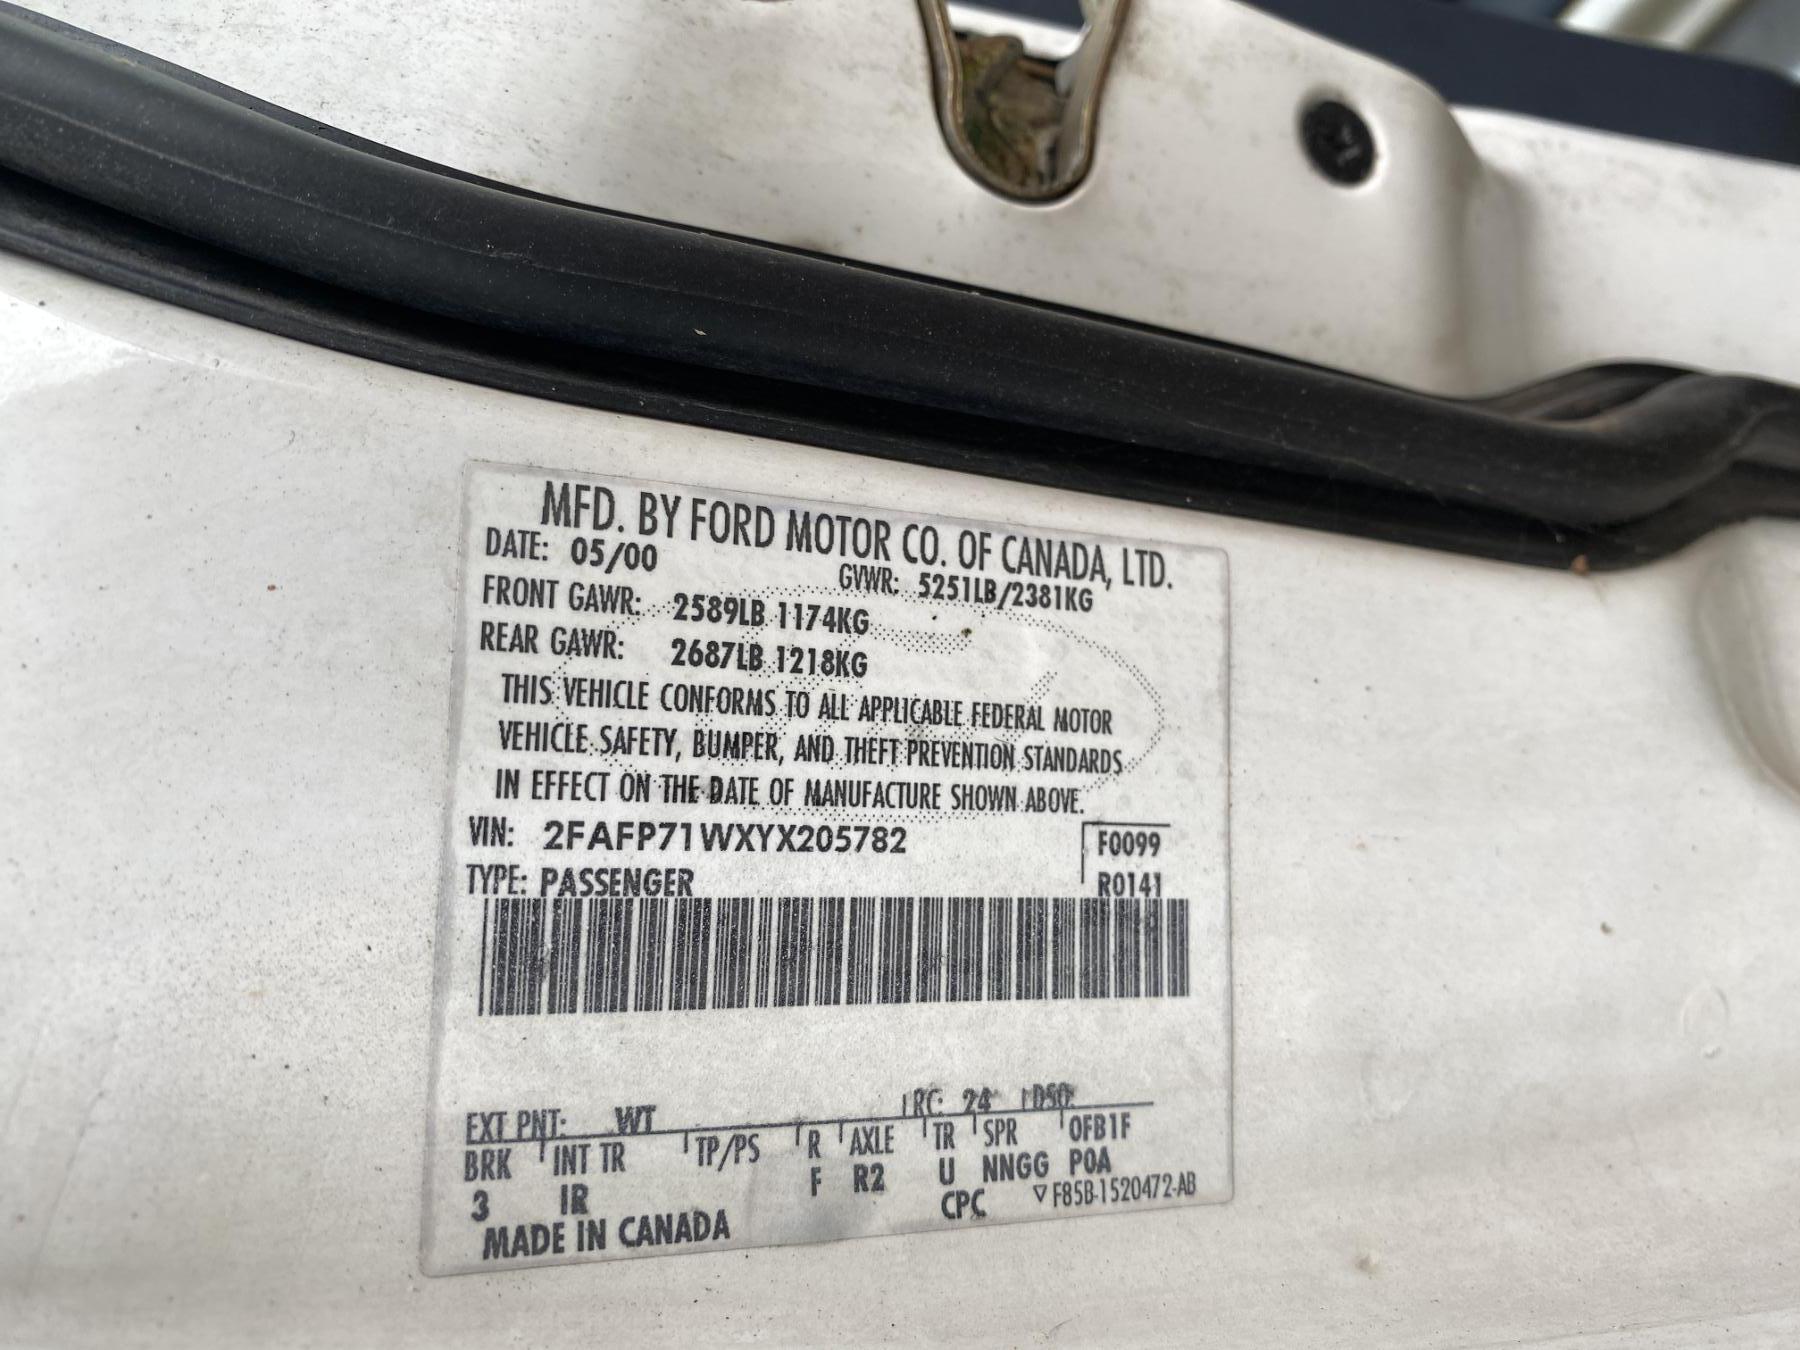 MFD. BY FORD MOTOR CO. OF CANADA, LTD.
DATE: 05/00
GVWR: 5251LB/2381KG
FRONT GAWR: 2589LB 1174KG
REAR GAWR: 2687LB 1218KG
THIS VEHICLE CONFORMS TO ALL APPLICABLE FEDERAL MOTOR
VEHICLE SAFETY, BUMPER, AND THEFT PREVENTION STANDARDS
IN EFFECT ON THE DATE OF MANUFACTURE SHOWN ABOVE.
VIN: 2FAFP71WXYX205782 F0099
TYPE: PASSENGER R0141
EXT PNT: WT RC: 24 DSO:
BRK INT TR TP/PS R AXLE TR SPR 0FB1F
3 IR F R2 U NNGG P0A
CPC ▽F85B-1520472-AB
MADE IN CANADA